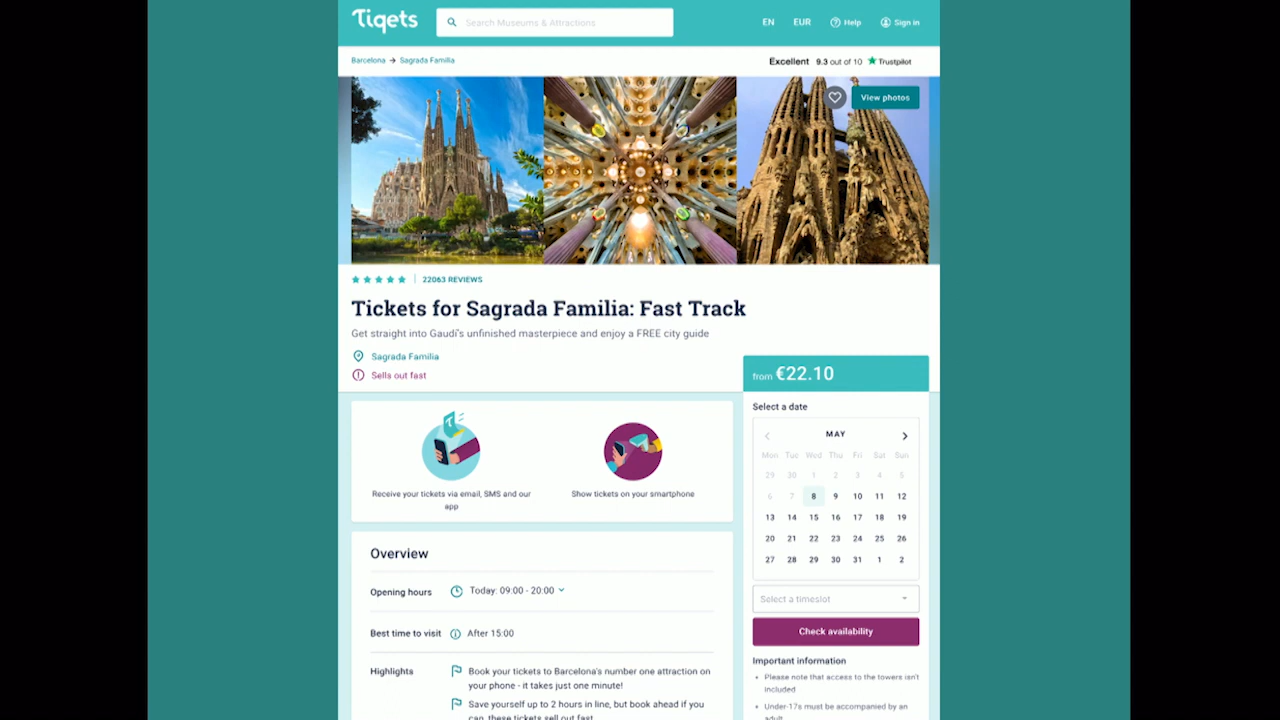 Tiqets
Search Museums & Attractions
EN EUR Help Sign in
Barcelona → Sagrada Familia
Excellent 9.3 out of 10 Trustpilot
View photos
22063 REVIEWS
Tickets for Sagrada Familia: Fast Track
Get straight into Gaudí's unfinished masterpiece and enjoy a FREE city guide
Sagrada Familia
Sells out fast
from €22.10
Select a date
MAY
Mon Tue Wed Thu Fri Sat Sun
29 30 1 2 3 4 5
6 7 8 9 10 11 12
13 14 15 16 17 18 19
20 21 22 23 24 25 26
27 28 29 30 31 1 2
Select a timeslot
Check availability
Important information
• Please note that access to the towers isn't
included
• Under-17s must be accompanied by an
adult
Receive your tickets via email, SMS and our
app
Show tickets on your smartphone
Overview
Opening hours Today: 09:00 - 20:00
Best time to visit After 15:00
Highlights Book your tickets to Barcelona's number one attraction on
your phone - it takes just one minute!
Save yourself up to 2 hours in line, but book ahead if you
can, these tickets sell out fast